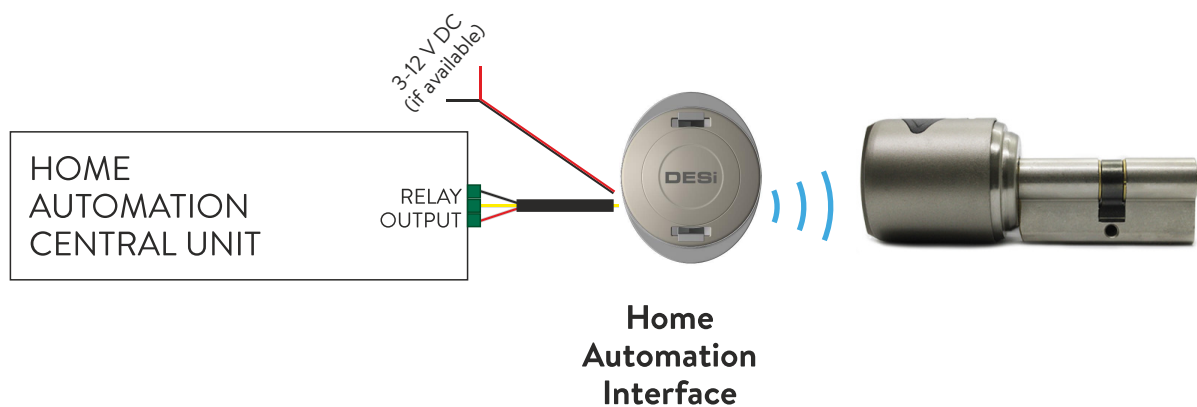 3-12 V DC
(if available)
HOME
AUTOMATION
CENTRAL UNIT
RELAY
OUTPUT
DESi
Home
Automation
Interface